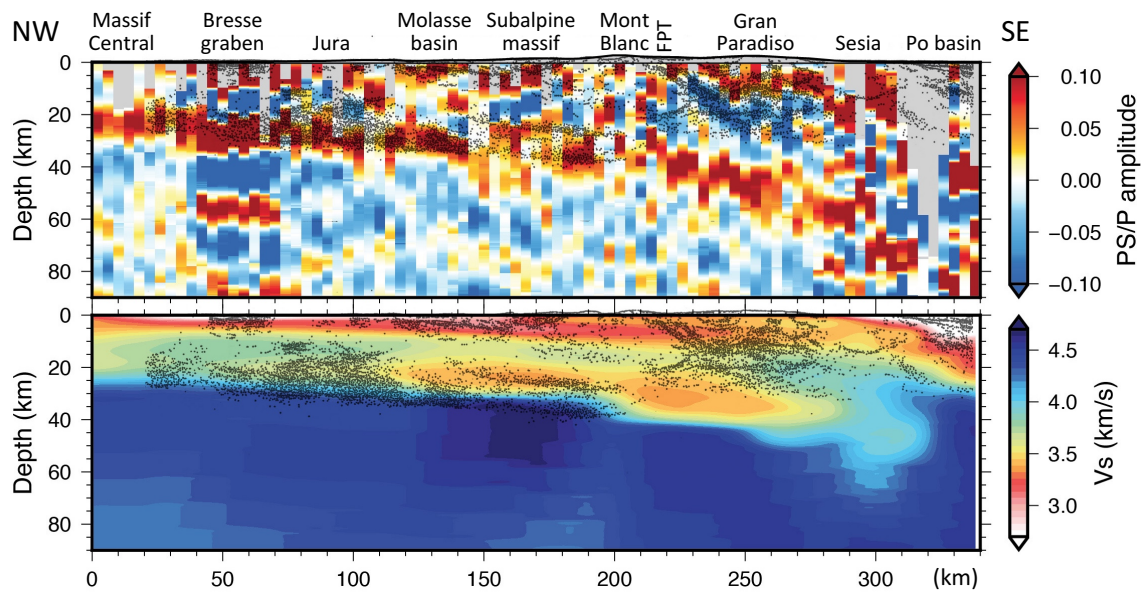 NW
Massif
Central
Bresse
graben
Jura
Molasse
basin
Subalpine
massif
Mont
Blanc
FPT
Gran
Paradiso
Sesia
Po basin
SE
0
20
40
60
80
Depth (km)
0.10
0.05
0.00
−0.05
−0.10
PS/P amplitude
0
20
40
60
80
Depth (km)
4.5
4.0
3.5
3.0
Vs (km/s)
0
50
100
150
200
250
300
(km)